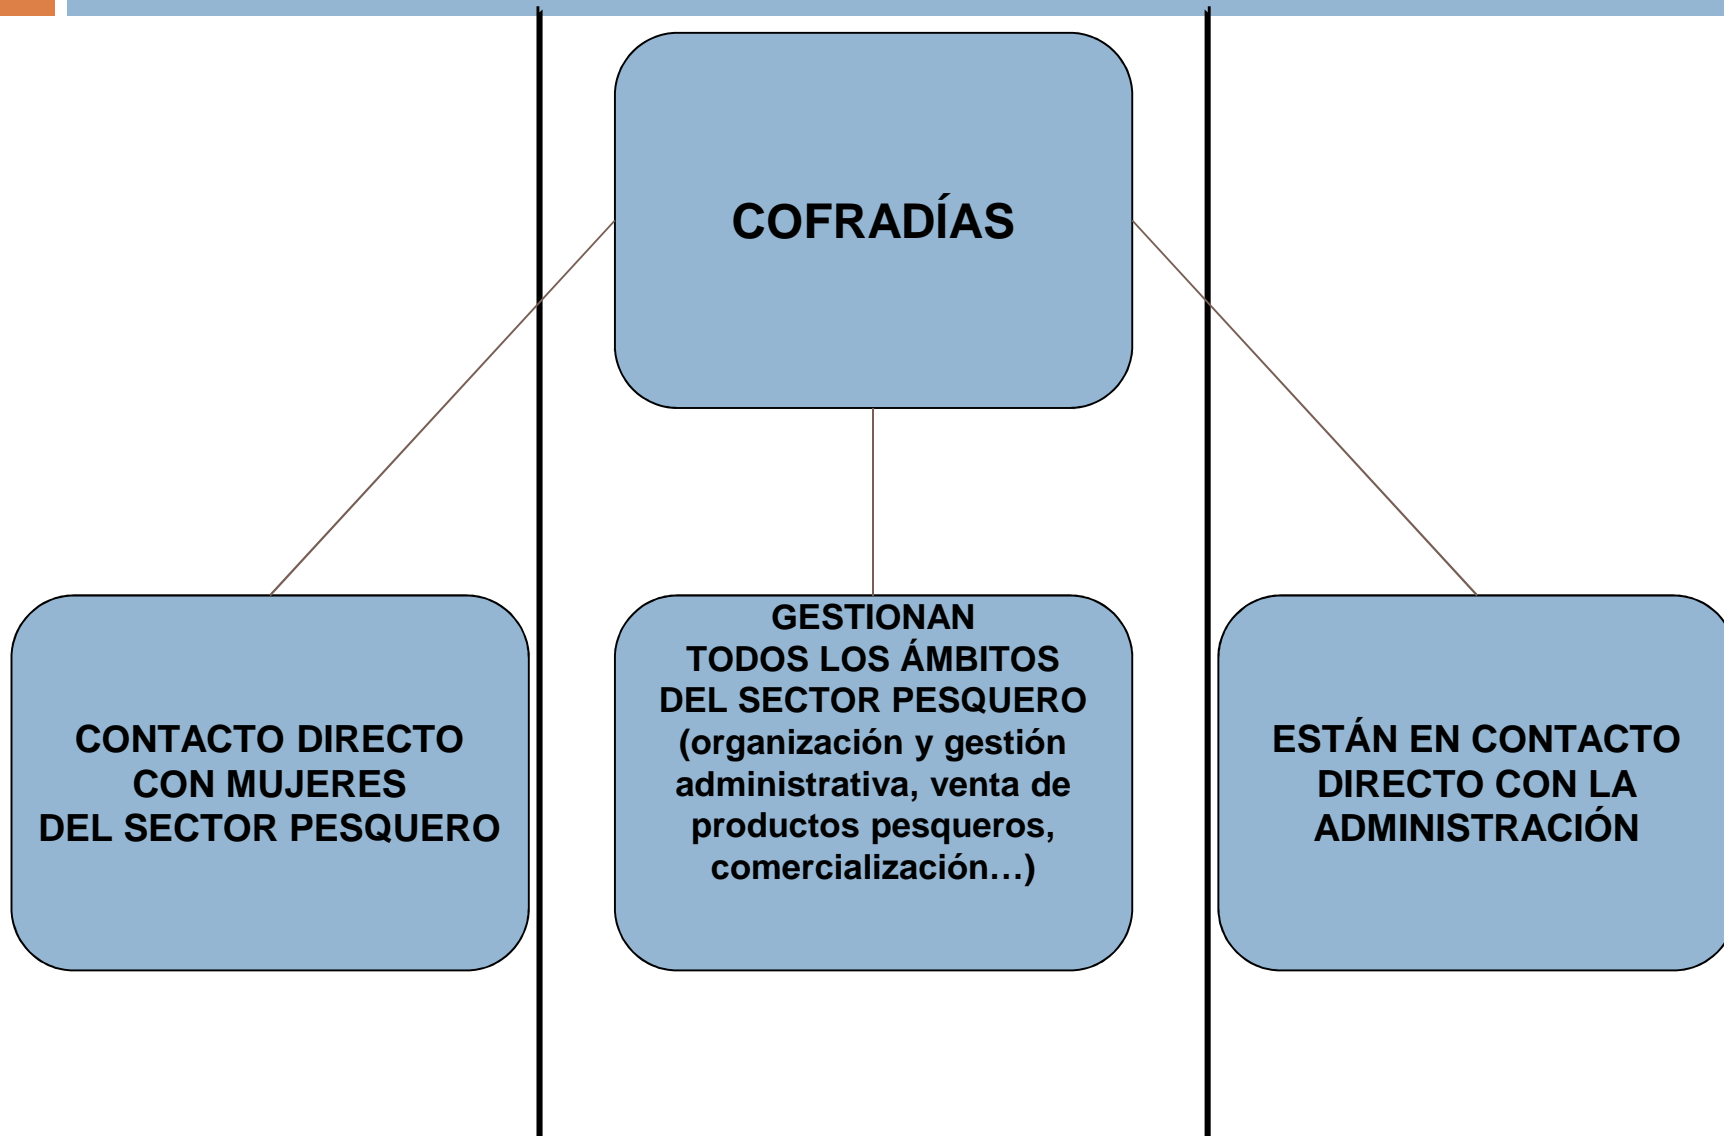 COFRADÍAS
CONTACTO DIRECTO
CON MUJERES
DEL SECTOR PESQUERO
GESTIONAN
TODOS LOS ÁMBITOS
DEL SECTOR PESQUERO
(organización y gestión
administrativa, venta de
productos pesqueros,
comercialización…)
ESTÁN EN CONTACTO
DIRECTO CON LA
ADMINISTRACIÓN